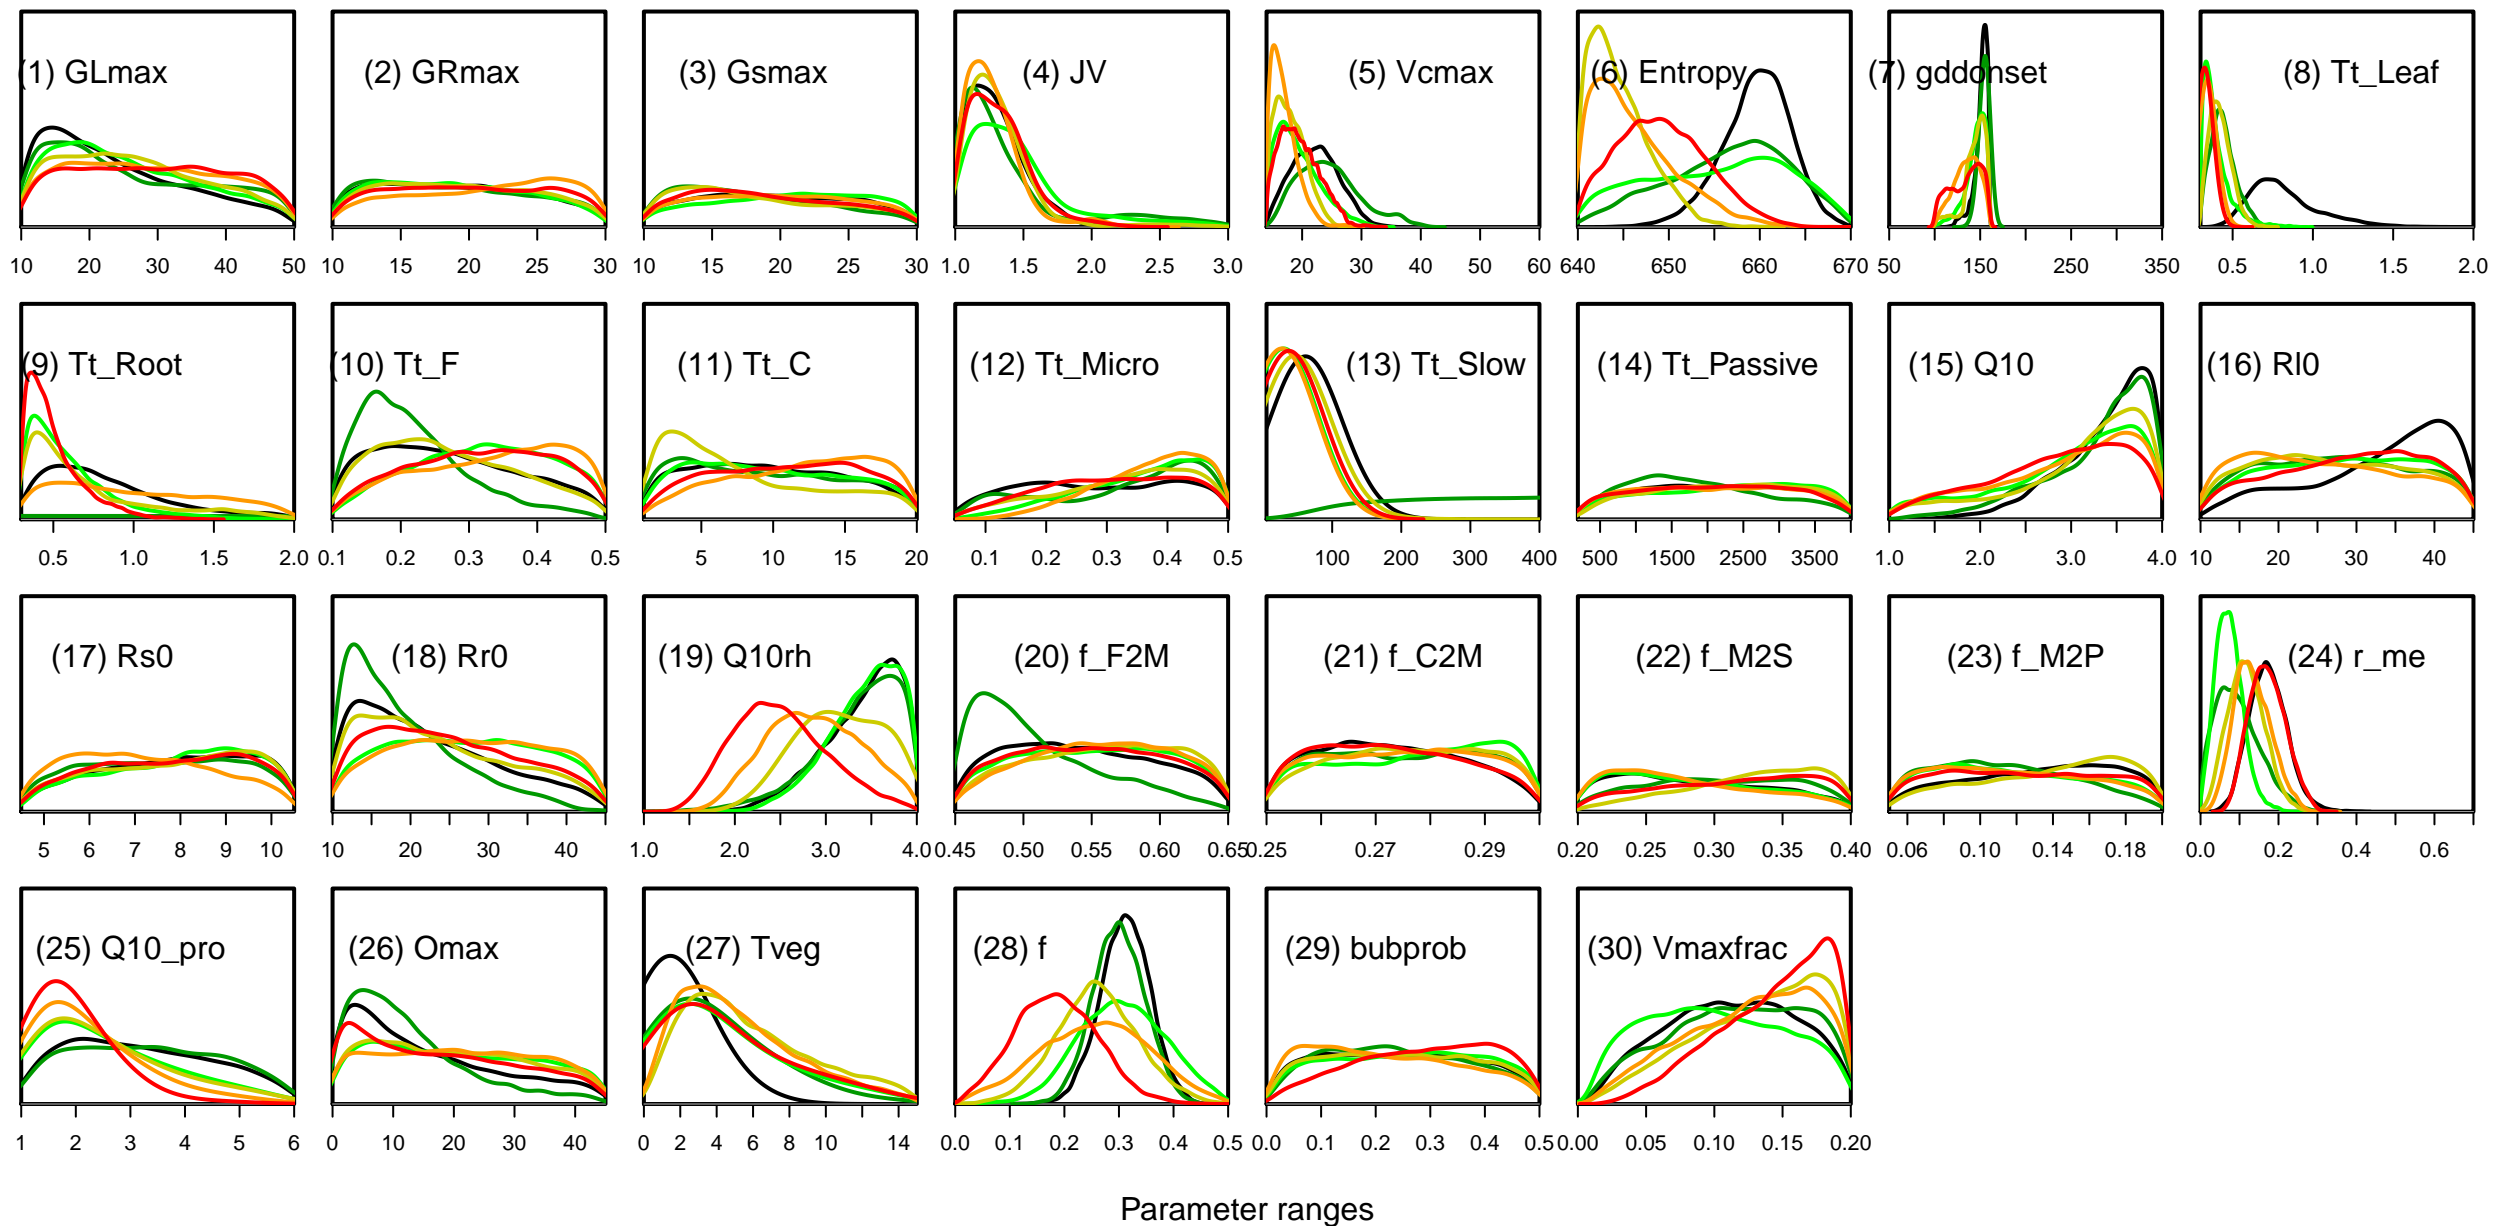 (1) GLmax (2) GRmax (3) Gsmax (4) JV (5) Vcmax (6) Entropy (7) gddonset (8) Tt_Leaf
10 20 30 40 50 10 15 20 25 30 10 15 20 25 30 1.0 1.5 2.0 2.5 3.0 20 30 40 50 60 640 650 660 670 50 150 250 350 0.5 1.0 1.5 2.0
(9) Tt_Root (10) Tt_F (11) Tt_C (12) Tt_Micro (13) Tt_Slow (14) Tt_Passive (15) Q10 (16) Rl0
0.5 1.0 1.5 2.0 0.1 0.2 0.3 0.4 0.5 5 10 15 20 0.1 0.2 0.3 0.4 0.5 100 200 300 400 500 1500 2500 3500 1.0 2.0 3.0 4.0 10 20 30 40
(17) Rs0 (18) Rr0 (19) Q10rh (20) f_F2M (21) f_C2M (22) f_M2S (23) f_M2P (24) r_me
5 6 7 8 9 10 10 20 30 40 1.0 2.0 3.0 4.0 0.45 0.50 0.55 0.60 0.65 0.25 0.27 0.29 0.20 0.25 0.30 0.35 0.40 0.06 0.10 0.14 0.18 0.0 0.2 0.4 0.6
(25) Q10_pro (26) Omax (27) Tveg (28) f (29) bubprob (30) Vmaxfrac
1 2 3 4 5 6 0 10 20 30 40 0 2 4 6 8 10 14 0.0 0.1 0.2 0.3 0.4 0.5 0.0 0.1 0.2 0.3 0.4 0.5 0.00 0.05 0.10 0.15 0.20
Parameter ranges